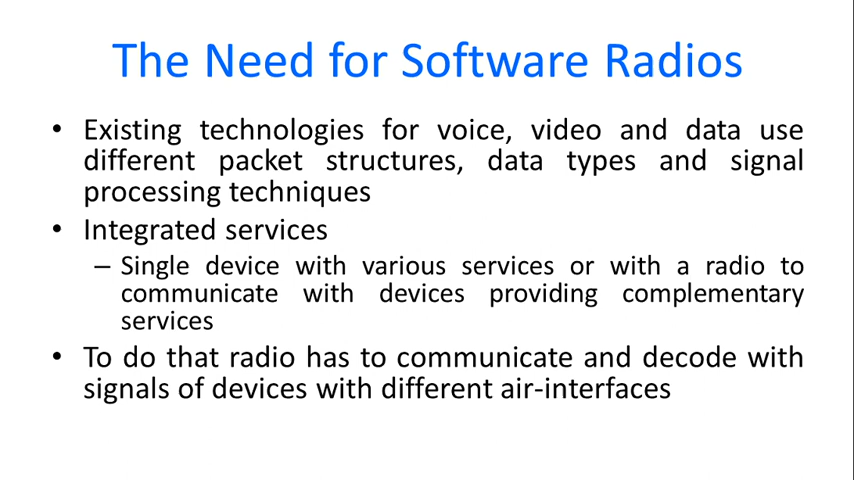 The Need for Software Radios
• Existing technologies for voice, video and data use
different packet structures, data types and signal
processing techniques
• Integrated services
– Single device with various services or with a radio to
communicate with devices providing complementary
services
• To do that radio has to communicate and decode with
signals of devices with different air-interfaces